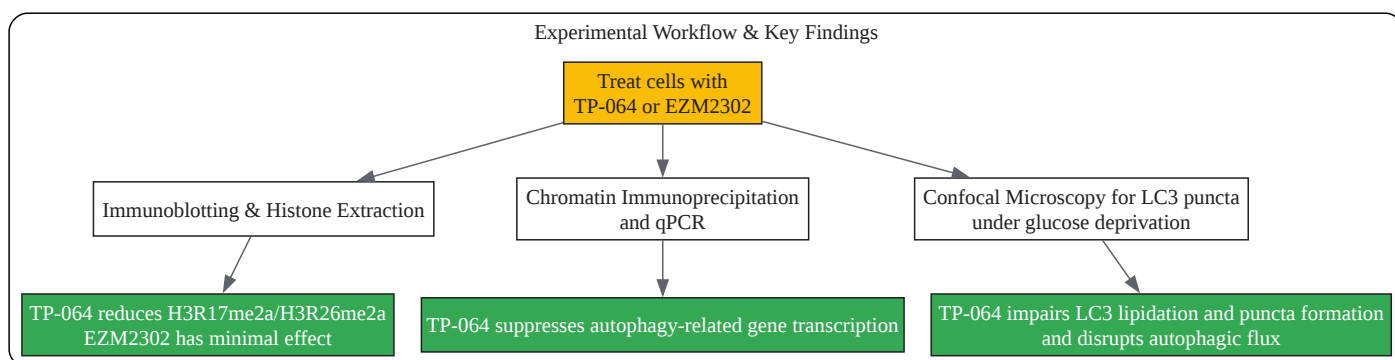 Experimental Workflow & Key Findings
Treat cells with
TP-064 or EZM2302
Immunoblotting & Histone Extraction
Chromatin Immunoprecipitation
and qPCR
Confocal Microscopy for LC3 puncta
under glucose deprivation
TP-064 reduces H3R17me2a/H3R26me2a
EZM2302 has minimal effect
TP-064 suppresses autophagy-related gene transcription
TP-064 impairs LC3 lipidation and puncta formation
and disrupts autophagic flux